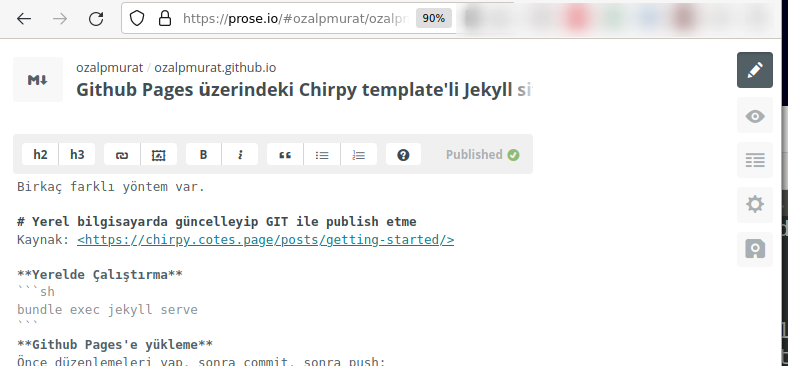 https://prose.io/#ozalpmurat/ozalpr
90%
M↓
ozalpmurat / ozalpmurat.github.io
Github Pages üzerindeki Chirpy template'li Jekyll si
h2 h3 B i “ ? Published
Birkaç farklı yöntem var.
# Yerel bilgisayarda güncelleyip GIT ile publish etme
Kaynak: <https://chirpy.cotes.page/posts/getting-started/>
**Yerelde Çalıştırma**
```sh
bundle exec jekyll serve
```
**Github Pages'e yükleme**
Önce düzenlemeleri yap, sonra commit, sonra push: